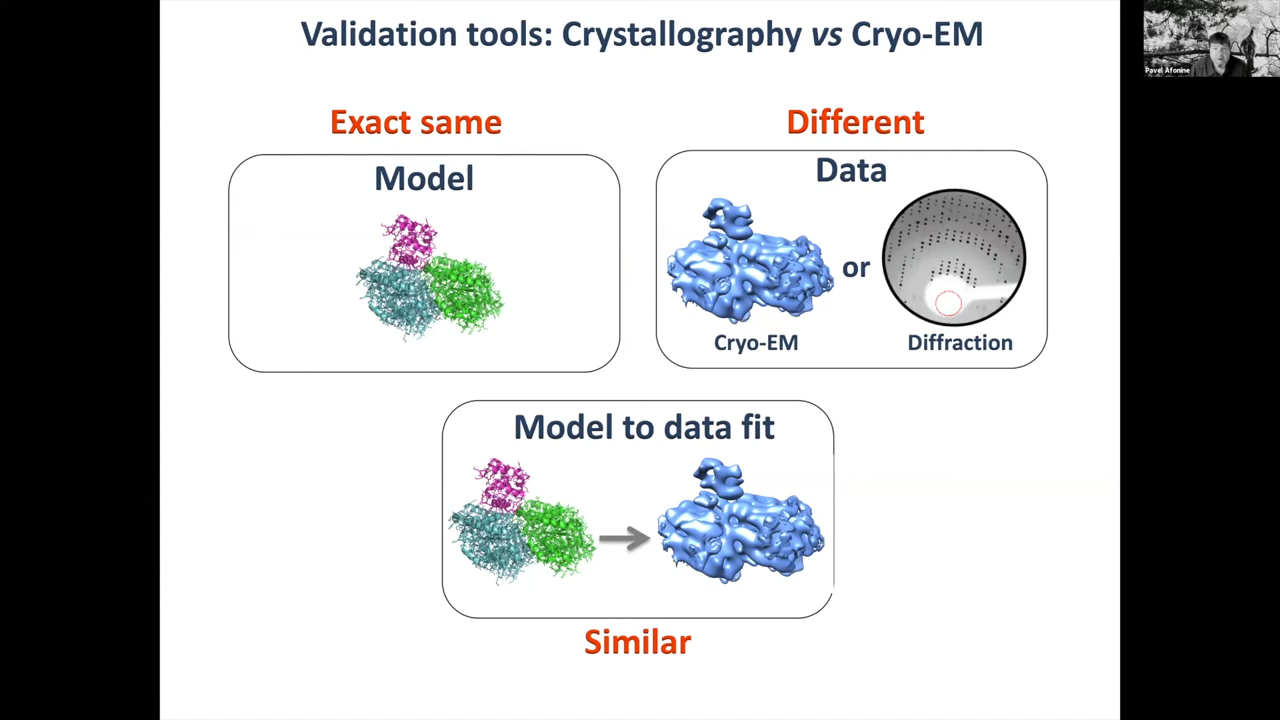 Validation tools: Crystallography vs Cryo-EM
Pavel Afonine
Exact same
Different
Model
Data
or
Cryo-EM
Diffraction
Model to data fit
Similar